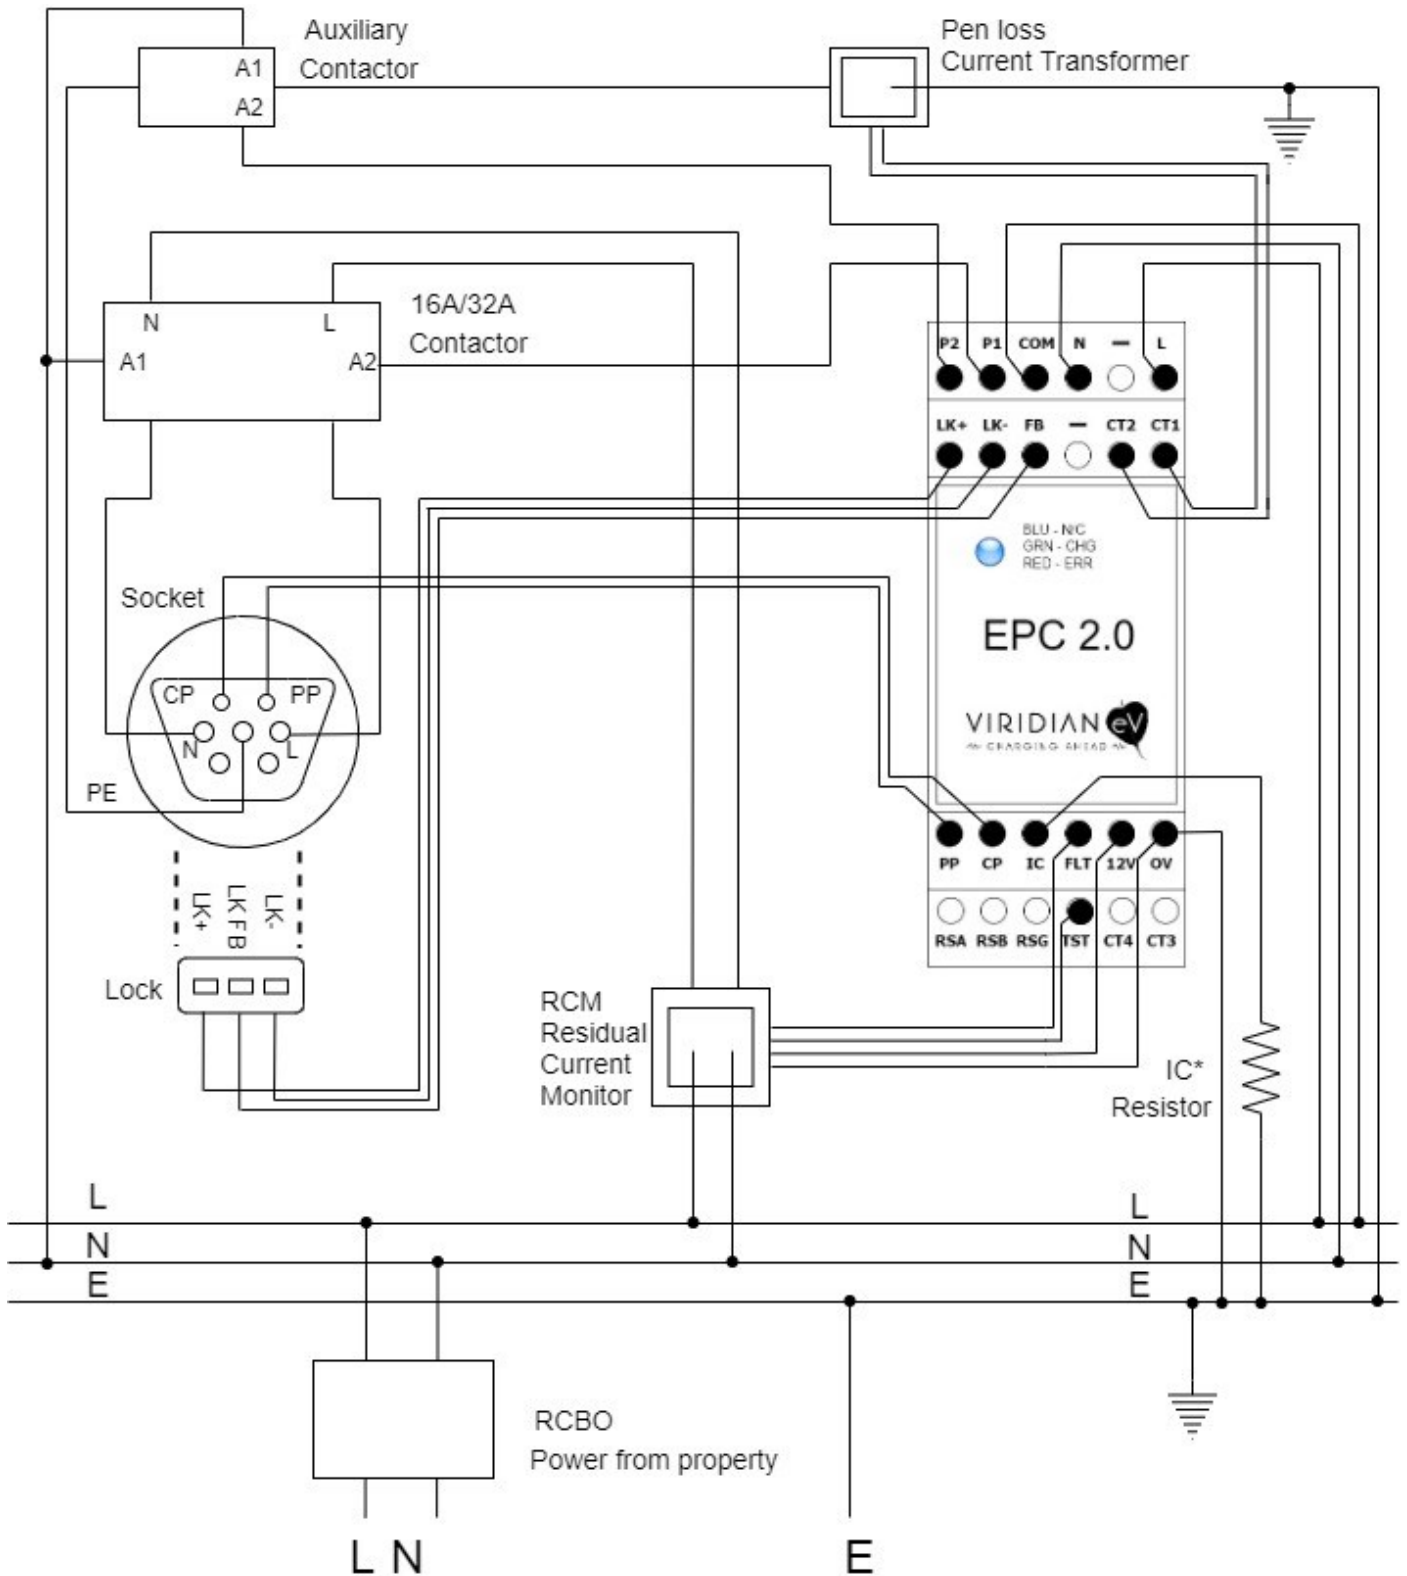 Auxiliary
Contactor
A1
A2
Pen loss
Current Transformer
N
L
A1
A2
16A/32A
Contactor
P2 P1 COM N — L
LK+ LK- FB — CT2 CT1
BLU - N/C
GRN - CHG
RED - ERR
EPC 2.0
VIRIDIAN eV
CHARGING AHEAD
PP CP IC FLT 12V OV
RSA RSB RSG TST CT4 CT3
Socket
CP
PP
N
L
PE
LK+
LK FB
LK-
Lock
RCM
Residual
Current
Monitor
IC*
Resistor
L
N
E
L
N
E
RCBO
Power from property
L N
E